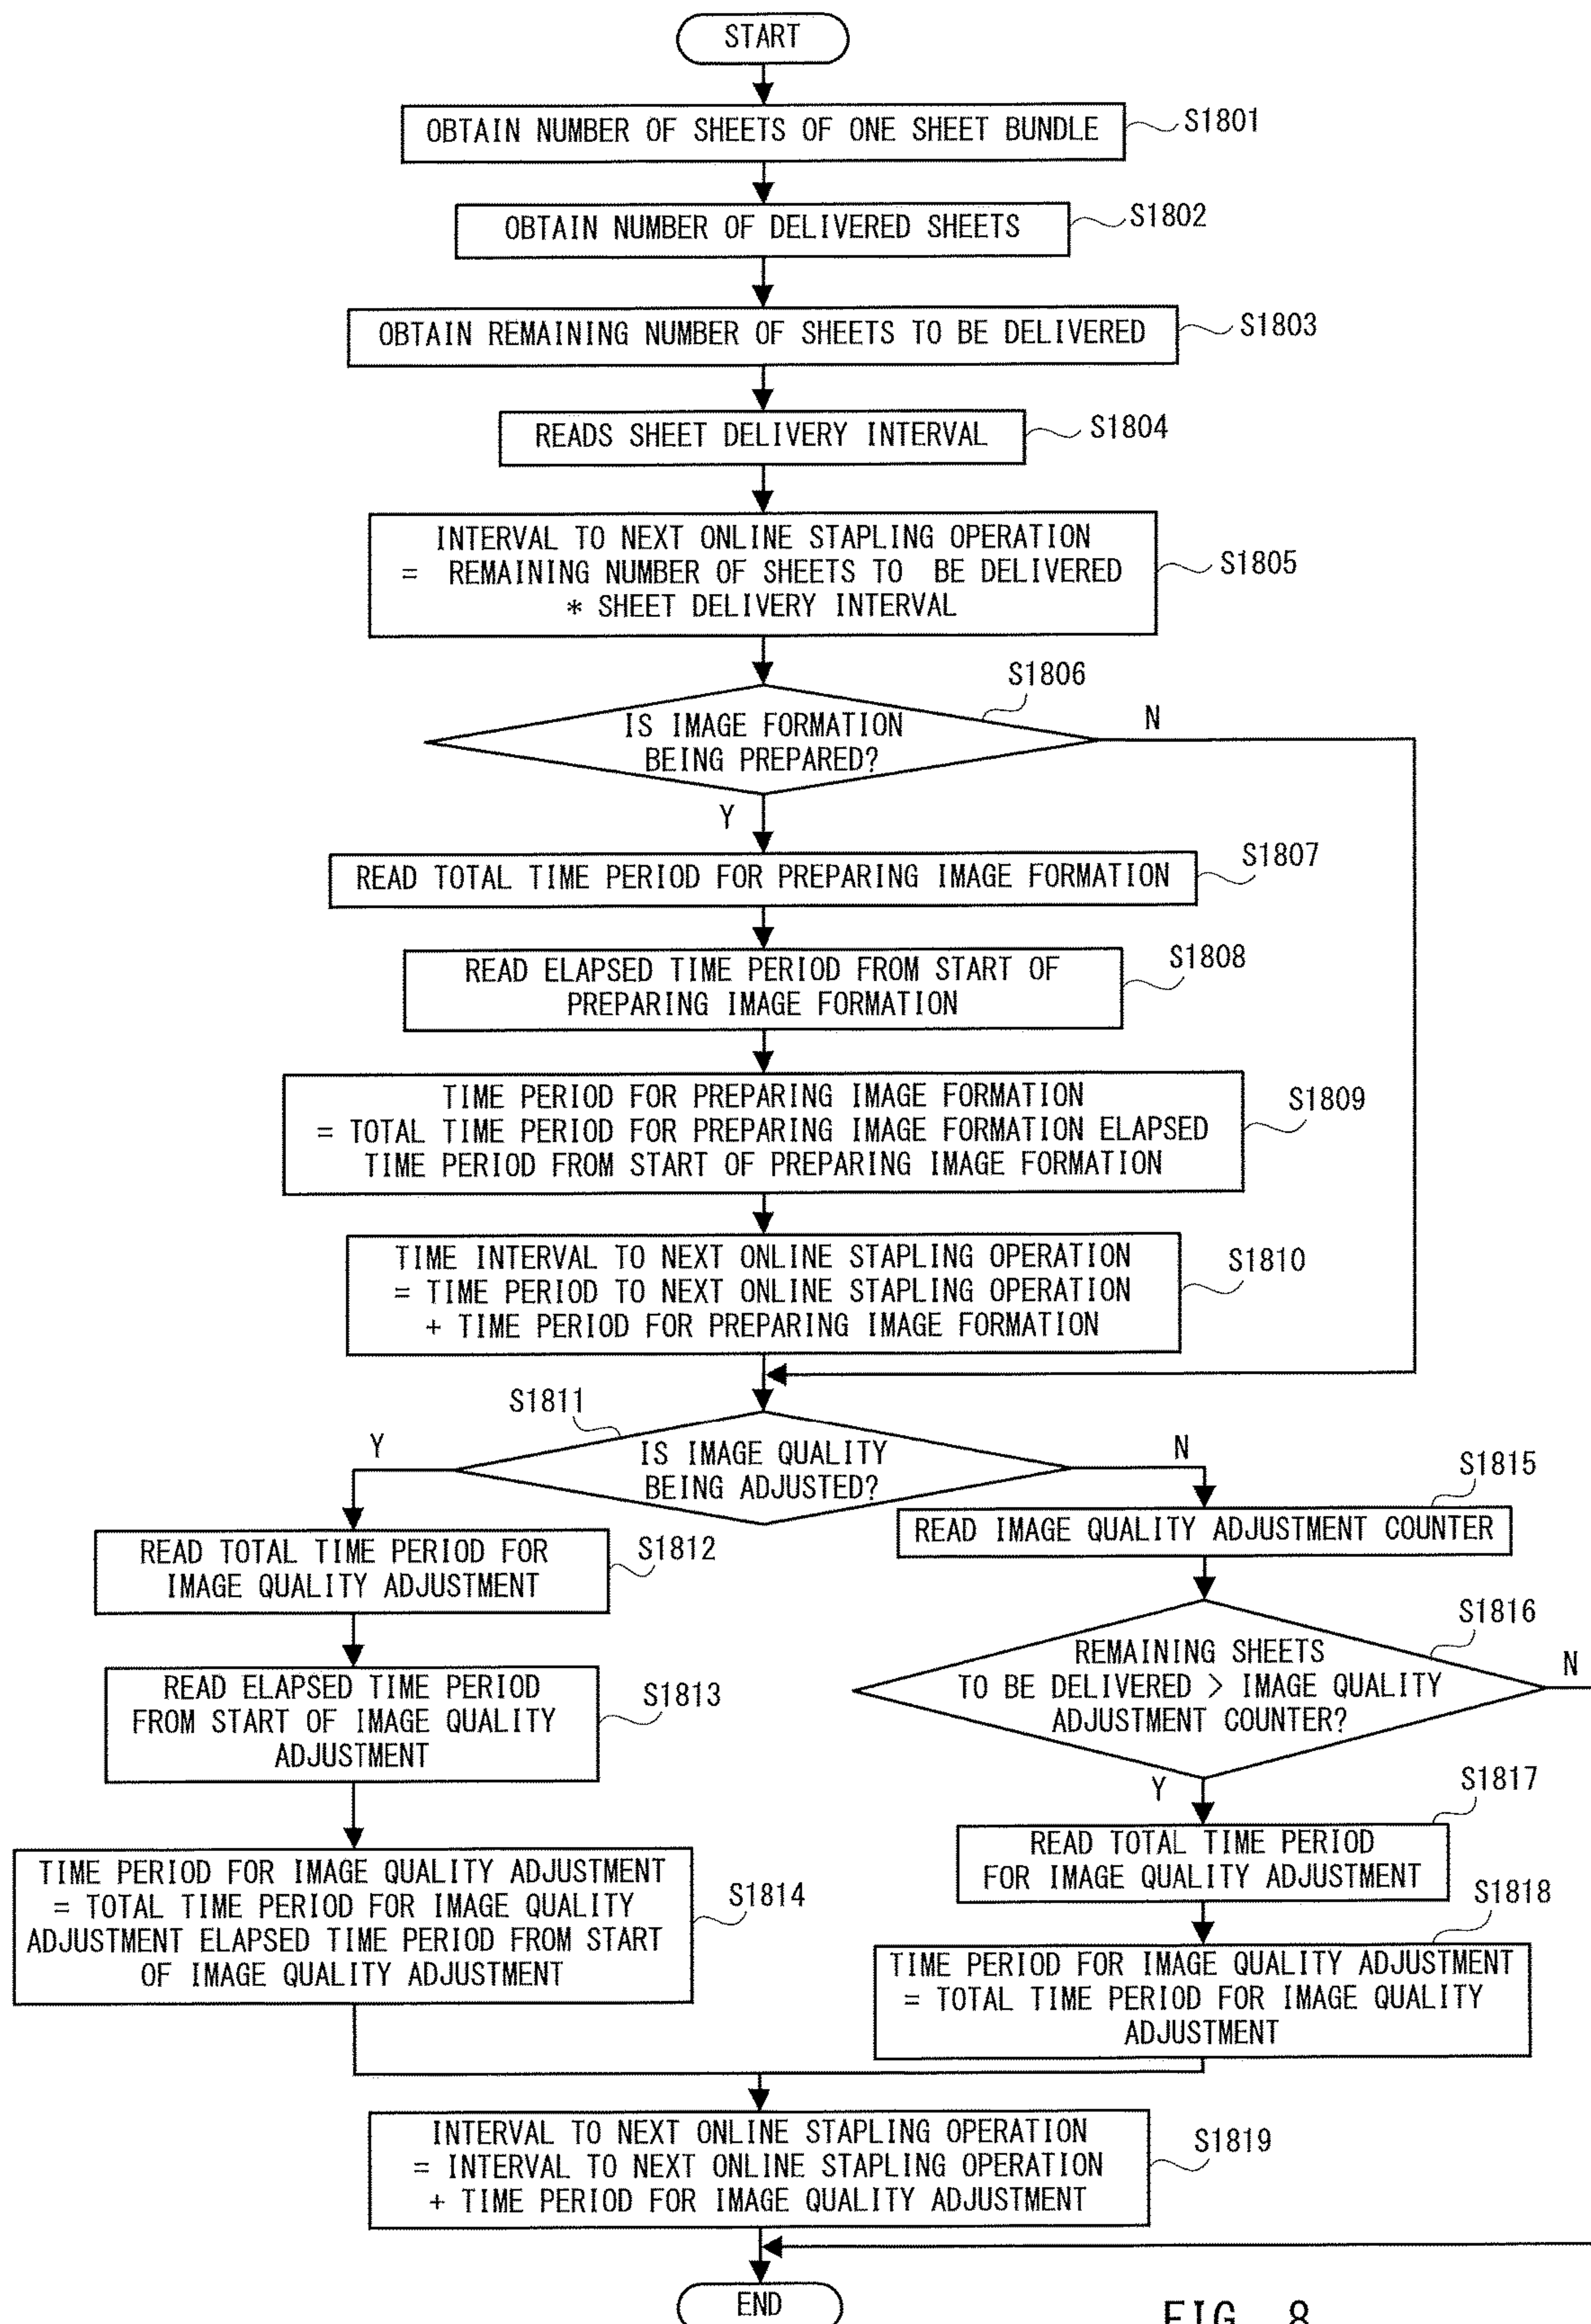 START
OBTAIN NUMBER OF SHEETS OF ONE SHEET BUNDLE
S1801
OBTAIN NUMBER OF DELIVERED SHEETS
S1802
OBTAIN REMAINING NUMBER OF SHEETS TO BE DELIVERED
S1803
READS SHEET DELIVERY INTERVAL
S1804
INTERVAL TO NEXT ONLINE STAPLING OPERATION
= REMAINING NUMBER OF SHEETS TO BE DELIVERED
* SHEET DELIVERY INTERVAL
S1805
S1806
IS IMAGE FORMATION
BEING PREPARED?
N
Y
READ TOTAL TIME PERIOD FOR PREPARING IMAGE FORMATION
S1807
READ ELAPSED TIME PERIOD FROM START OF
PREPARING IMAGE FORMATION
S1808
TIME PERIOD FOR PREPARING IMAGE FORMATION
= TOTAL TIME PERIOD FOR PREPARING IMAGE FORMATION ELAPSED
TIME PERIOD FROM START OF PREPARING IMAGE FORMATION
S1809
TIME INTERVAL TO NEXT ONLINE STAPLING OPERATION
= TIME PERIOD TO NEXT ONLINE STAPLING OPERATION
+ TIME PERIOD FOR PREPARING IMAGE FORMATION
S1810
S1811
IS IMAGE QUALITY
BEING ADJUSTED?
Y
N
READ TOTAL TIME PERIOD FOR
IMAGE QUALITY ADJUSTMENT
S1812
READ ELAPSED TIME PERIOD
FROM START OF IMAGE QUALITY
ADJUSTMENT
S1813
TIME PERIOD FOR IMAGE QUALITY ADJUSTMENT
= TOTAL TIME PERIOD FOR IMAGE QUALITY
ADJUSTMENT ELAPSED TIME PERIOD FROM START
OF IMAGE QUALITY ADJUSTMENT
S1814
S1815
READ IMAGE QUALITY ADJUSTMENT COUNTER
S1816
REMAINING SHEETS
TO BE DELIVERED > IMAGE QUALITY
ADJUSTMENT COUNTER?
N
Y
S1817
READ TOTAL TIME PERIOD
FOR IMAGE QUALITY ADJUSTMENT
S1818
TIME PERIOD FOR IMAGE QUALITY ADJUSTMENT
= TOTAL TIME PERIOD FOR IMAGE QUALITY
ADJUSTMENT
INTERVAL TO NEXT ONLINE STAPLING OPERATION
= INTERVAL TO NEXT ONLINE STAPLING OPERATION
+ TIME PERIOD FOR IMAGE QUALITY ADJUSTMENT
S1819
END
FIG. 8